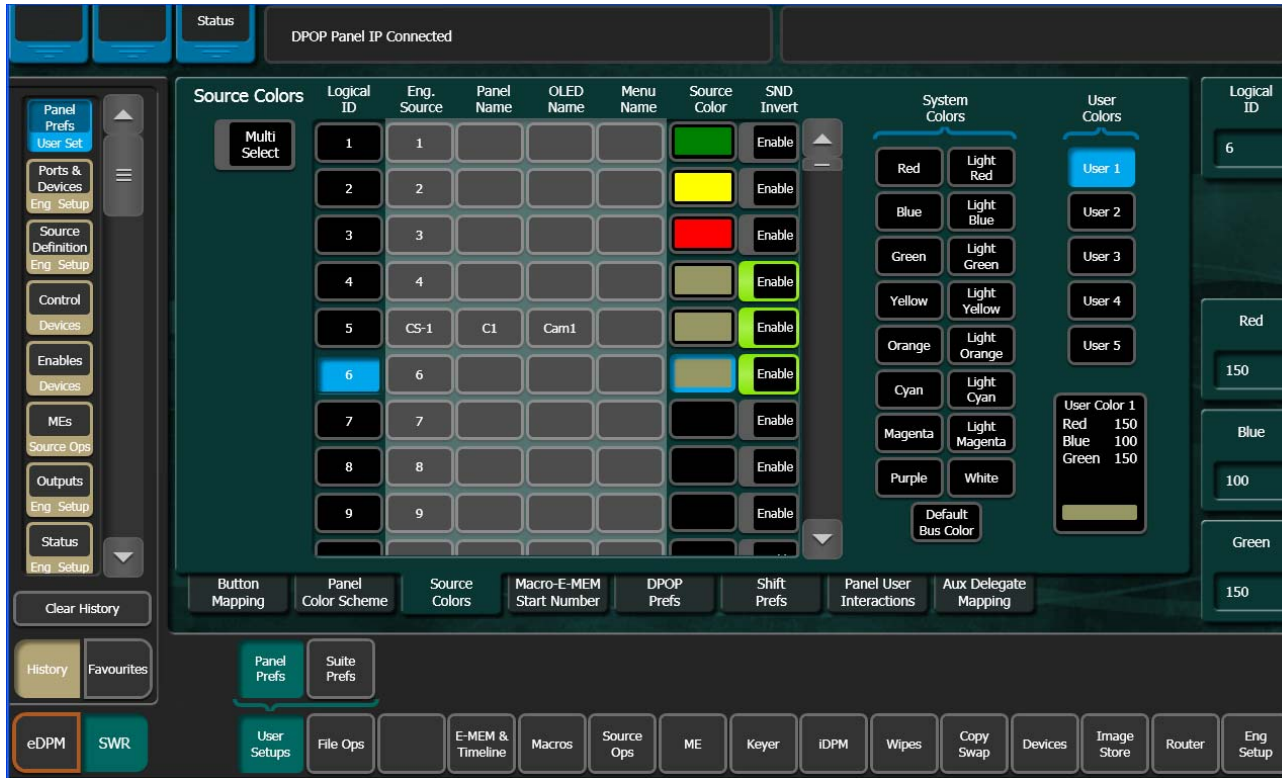 Status
DPOP Panel IP Connected
Panel
Prefs
User Set
Ports &
Devices
Eng Setup
Source
Definition
Eng Setup
Control
Devices
Enables
Devices
MEs
Source Ops
Outputs
Eng Setup
Status
Eng Setup
Clear History
History Favourites
eDPM SWR
Source Colors
Multi
Select
Logical
ID
Eng.
Source
Panel
Name
OLED
Name
Menu
Name
Source
Color
SND
Invert
1 1 Enable
2 2 Enable
3 3 Enable
4 4 Enable
5 CS-1 C1 Cam1 Enable
6 6 Enable
7 7 Enable
8 8 Enable
9 9 Enable
System
Colors
Red
Light
Red
Blue
Light
Blue
Green
Light
Green
Yellow
Light
Yellow
Orange
Light
Orange
Cyan
Light
Cyan
Magenta
Light
Magenta
Purple
White
Default
Bus Color
User
Colors
User 1
User 2
User 3
User 4
User 5
User Color 1
Red 150
Blue 100
Green 150
Logical
ID
6
Red
150
Blue
100
Green
150
Button
Mapping
Panel
Color Scheme
Source
Colors
Macro-E-MEM
Start Number
DPOP
Prefs
Shift
Prefs
Panel User
Interactions
Aux Delegate
Mapping
Panel
Prefs
Suite
Prefs
User
Setups
File Ops
E-MEM &
Timeline
Macros
Source
Ops
ME
Keyer
iDPM
Wipes
Copy
Swap
Devices
Image
Store
Router
Eng
Setup